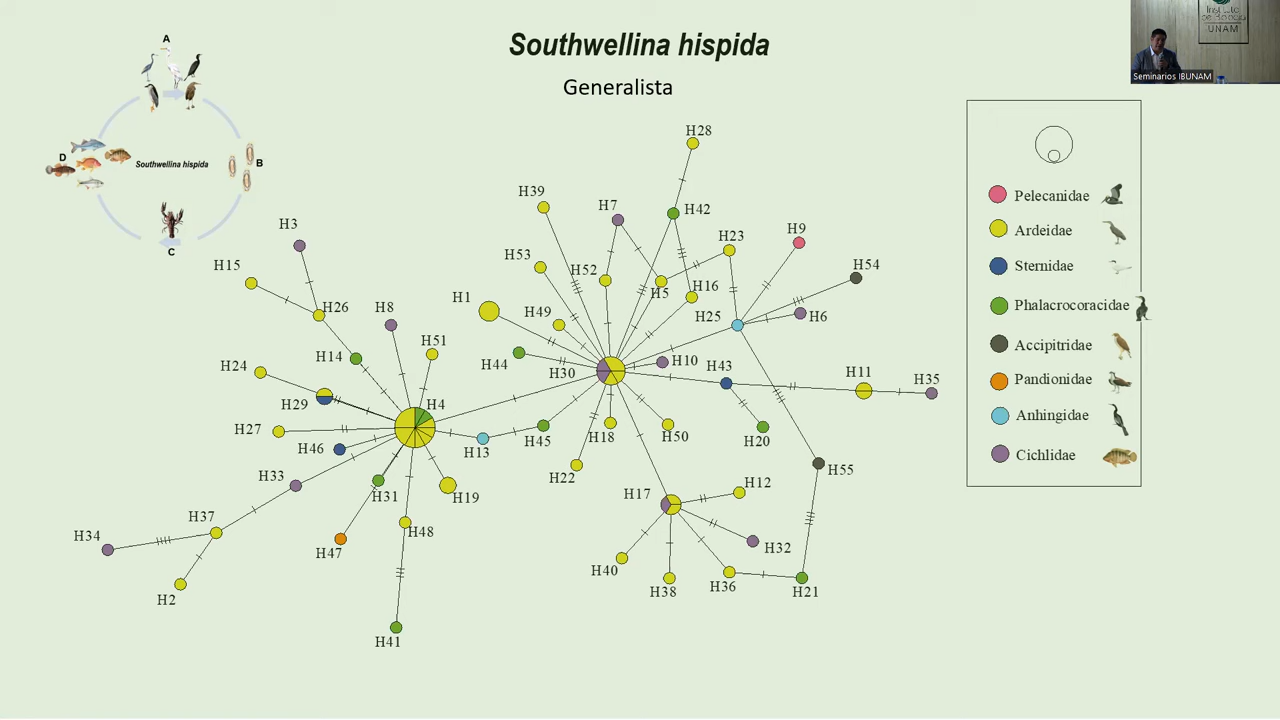 Southwellina hispida
Generalista
Instituto
de Biología
UNAM
Seminarios IBUNAM
A
B
C
D
Southwellina hispida
H28
H39
H7
H42
H3
H23
H9
H15
H53
H52
H5
H16
H54
H26
H8
H1
H49
H25
H6
H51
H14
H44
H30
H10
H43
H11
H35
H24
H29
H4
H27
H46
H13
H45
H18
H50
H20
H33
H31
H19
H22
H17
H12
H55
H37
H34
H47
H48
H32
H2
H40
H38
H36
H21
H41
Pelecanidae
Ardeidae
Sternidae
Phalacrocoracidae
Accipitridae
Pandionidae
Anhingidae
Cichlidae